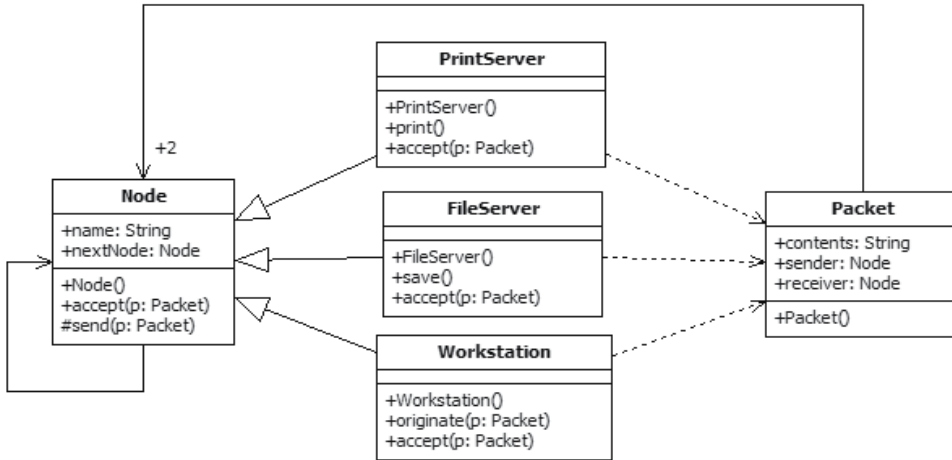 PrintServer
+PrintServer()
+print()
+accept(p: Packet)
+2
Node
+name: String
+nextNode: Node
+Node()
+accept(p: Packet)
#send(p: Packet)
FileServer
+FileServer()
+save()
+accept(p: Packet)
Packet
+contents: String
+sender: Node
+receiver: Node
+Packet()
Workstation
+Workstation()
+originate(p: Packet)
+accept(p: Packet)